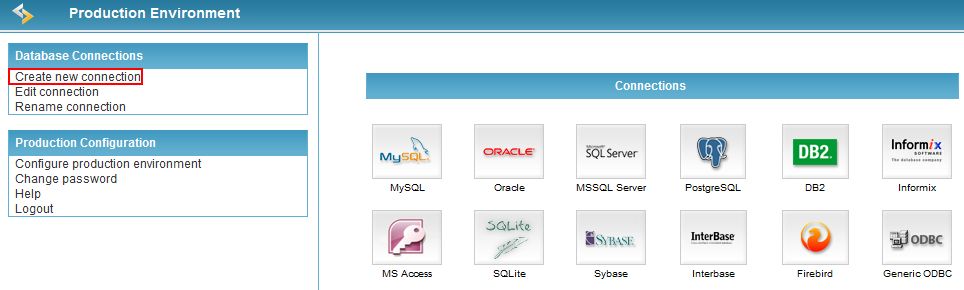 Production Environment
Database Connections
Create new connection
Edit connection
Rename connection
Production Configuration
Configure production environment
Change password
Help
Logout
Connections
MySQL
ORACLE
Microsoft
SQL Server
DB2.
Informix
SOFTWARE
The database company
MySQL
Oracle
MSSQL Server
PostgreSQL
DB2
Informix
SQLite
SYBASE
InterBase
ODBC
MS Access
SQLite
Sybase
Interbase
Firebird
Generic ODBC